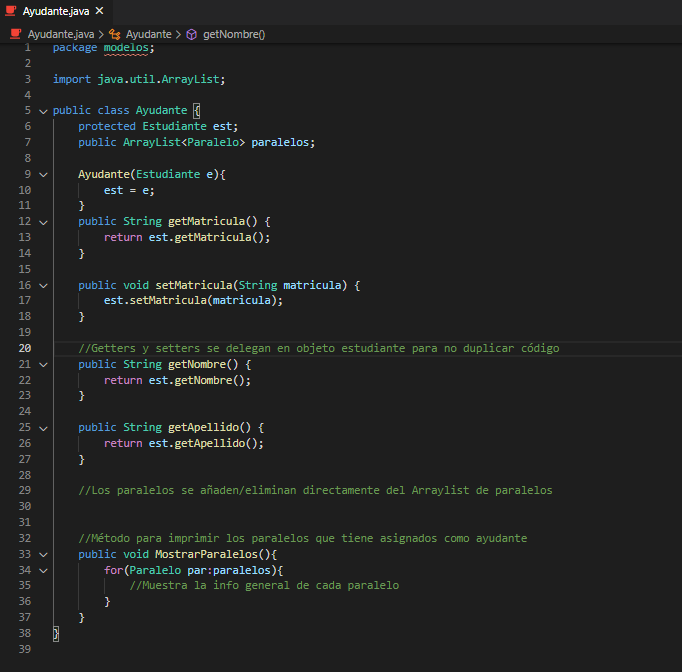 Ayudante.java ×
Ayudante.java > Ayudante > getNombre()
1 package modelos;
2
3 import java.util.ArrayList;
4
5 public class Ayudante {
6 protected Estudiante est;
7 public ArrayList<Paralelo> paralelos;
8
9 Ayudante(Estudiante e){
10 est = e;
11 }
12 public String getMatricula() {
13 return est.getMatricula();
14 }
15
16 public void setMatricula(String matricula) {
17 est.setMatricula(matricula);
18 }
19
20 //Getters y setters se delegan en objeto estudiante para no duplicar código
21 public String getNombre() {
22 return est.getNombre();
23 }
24
25 public String getApellido() {
26 return est.getApellido();
27 }
28
29 //Los paralelos se añaden/eliminan directamente del Arraylist de paralelos
30
31
32 //Método para imprimir los paralelos que tiene asignados como ayudante
33 public void MostrarParalelos(){
34 for(Paralelo par:paralelos){
35 //Muestra la info general de cada paralelo
36 }
37 }
38 }
39